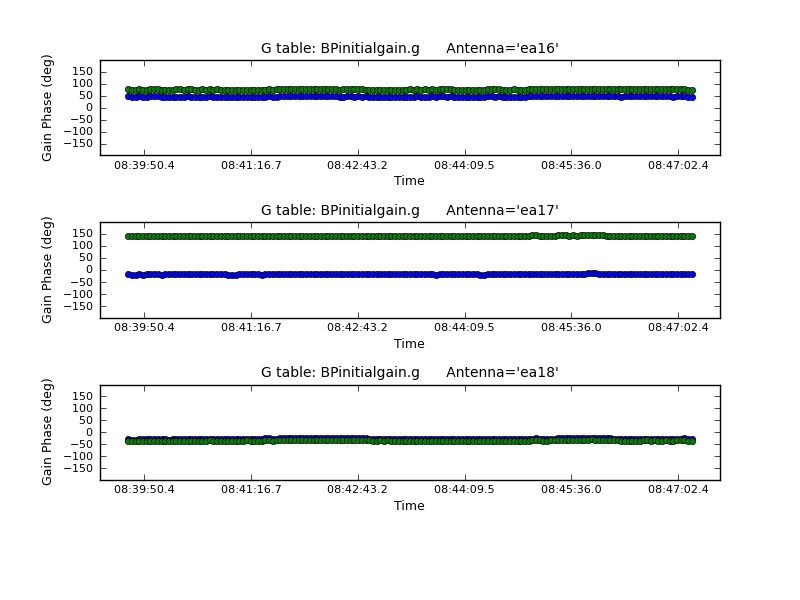 G table: BPinitialgain.g Antenna='ea16'
Gain Phase (deg)
150
100
50
0
−50
−100
−150
08:39:50.4 08:41:16.7 08:42:43.2 08:44:09.5 08:45:36.0 08:47:02.4
Time
G table: BPinitialgain.g Antenna='ea17'
Gain Phase (deg)
150
100
50
0
−50
−100
−150
08:39:50.4 08:41:16.7 08:42:43.2 08:44:09.5 08:45:36.0 08:47:02.4
Time
G table: BPinitialgain.g Antenna='ea18'
Gain Phase (deg)
150
100
50
0
−50
−100
−150
08:39:50.4 08:41:16.7 08:42:43.2 08:44:09.5 08:45:36.0 08:47:02.4
Time